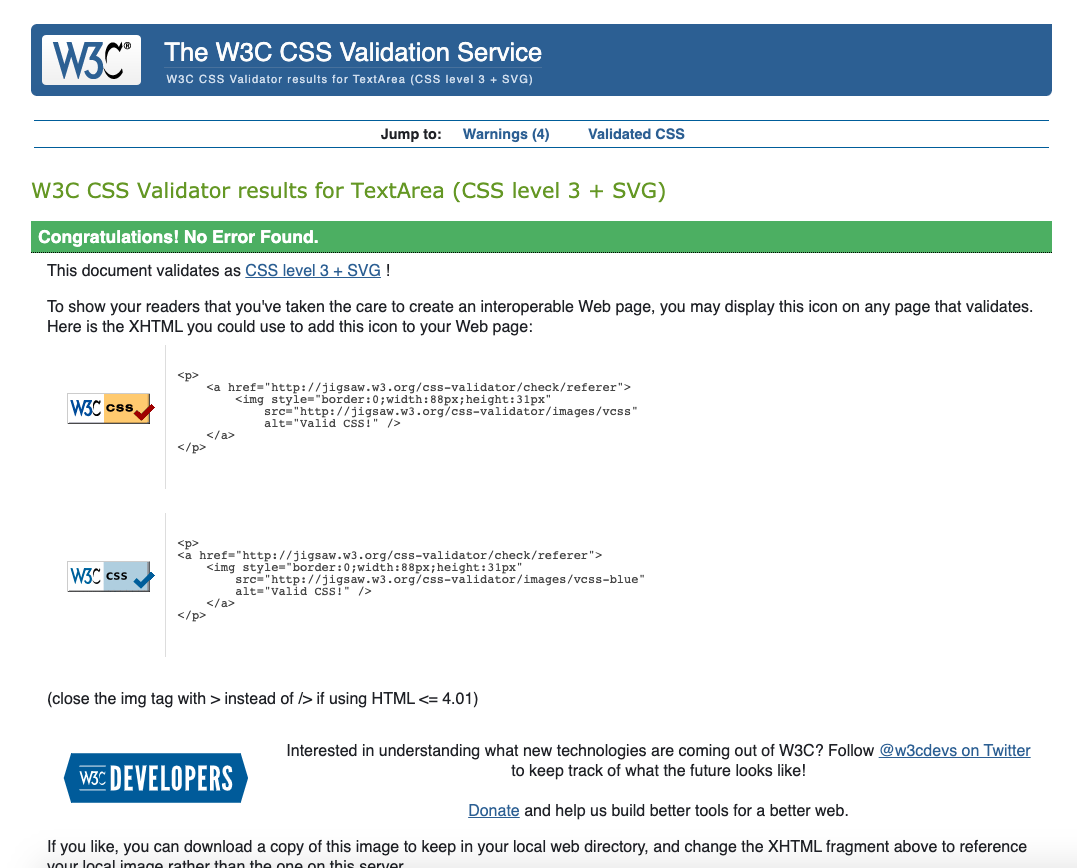 W3C®
The W3C CSS Validation Service
W3C CSS Validator results for TextArea (CSS level 3 + SVG)
Jump to: Warnings (4) Validated CSS
W3C CSS Validator results for TextArea (CSS level 3 + SVG)
Congratulations! No Error Found.
This document validates as CSS level 3 + SVG !
To show your readers that you've taken the care to create an interoperable Web page, you may display this icon on any page that validates.
Here is the XHTML you could use to add this icon to your Web page:
W3C css
<p>
    <a href="http://jigsaw.w3.org/css-validator/check/referer">
        <img style="border:0;width:88px;height:31px"
            src="http://jigsaw.w3.org/css-validator/images/vcss"
            alt="Valid CSS!" />
    </a>
</p>
W3C css
<p>
<a href="http://jigsaw.w3.org/css-validator/check/referer">
    <img style="border:0;width:88px;height:31px"
        src="http://jigsaw.w3.org/css-validator/images/vcss-blue"
        alt="Valid CSS!" />
    </a>
</p>
(close the img tag with > instead of /> if using HTML <= 4.01)
W3C DEVELOPERS
Interested in understanding what new technologies are coming out of W3C? Follow @w3cdevs on Twitter
to keep track of what the future looks like!
Donate and help us build better tools for a better web.
If you like, you can download a copy of this image to keep in your local web directory, and change the XHTML fragment above to reference
your local image rather than the one on this server.